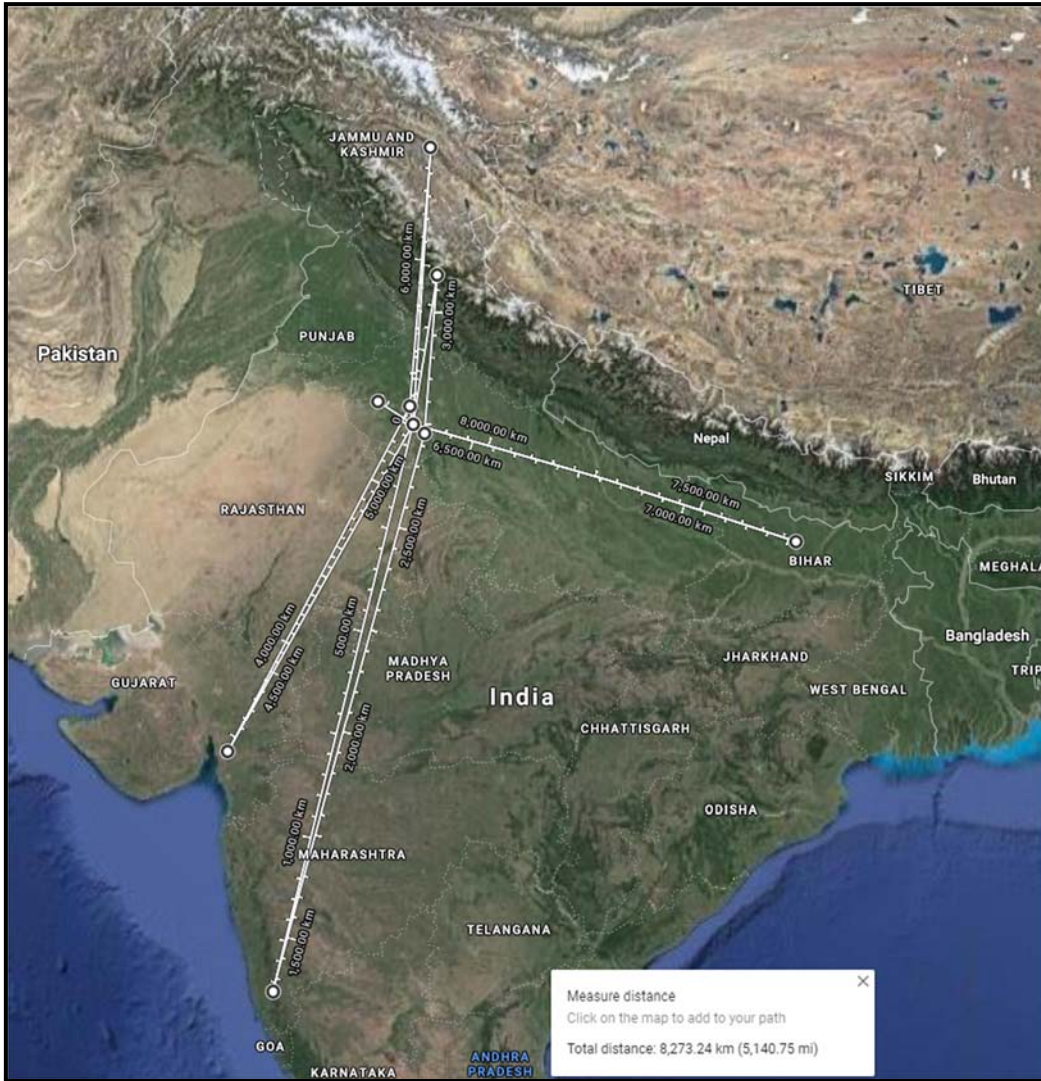 JAMMU AND
KASHMIR
6,000.00 km
TIBET
3,000.00 km
PUNJAB
Pakistan
0
8,000.00 km
Nepal
6,500.00 km
SIKKIM
Bhutan
5,000.00 km
7,500.00 km
RAJASTHAN
7,000.00 km
2,500.00 km
BIHAR
MEGHALA
4,000.00 km
500.00 km
Bangladesh
4,500.00 km
MADHYA
PRADESH
JHARKHAND
TRIP
GUJARAT
WEST BENGAL
India
2,000.00 km
CHHATTISGARH
ODISHA
1,000.00 km
MAHARASHTRA
TELANGANA
1,500.00 km
GOA
KARNATAKA
ANDHRA
PRADESH
Measure distance
Click on the map to add to your path
Total distance: 8,273.24 km (5,140.75 mi)